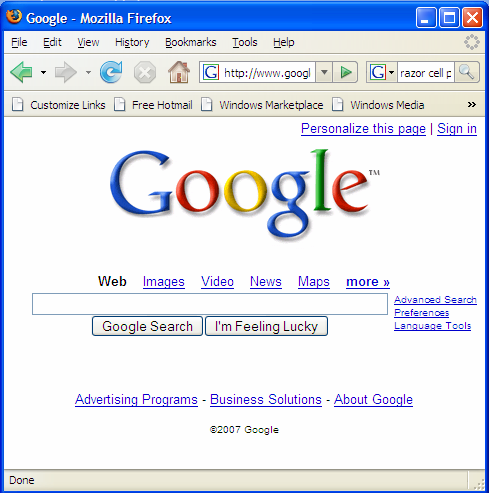 Google - Mozilla Firefox
File Edit View History Bookmarks Tools Help
G http://www.googl G razor cell p
Customize Links Free Hotmail Windows Marketplace Windows Media »
Personalize this page | Sign in
Google™
Web Images Video News Maps more »
Advanced Search
Preferences
Language Tools
Google Search I'm Feeling Lucky
Advertising Programs - Business Solutions - About Google
©2007 Google
Done